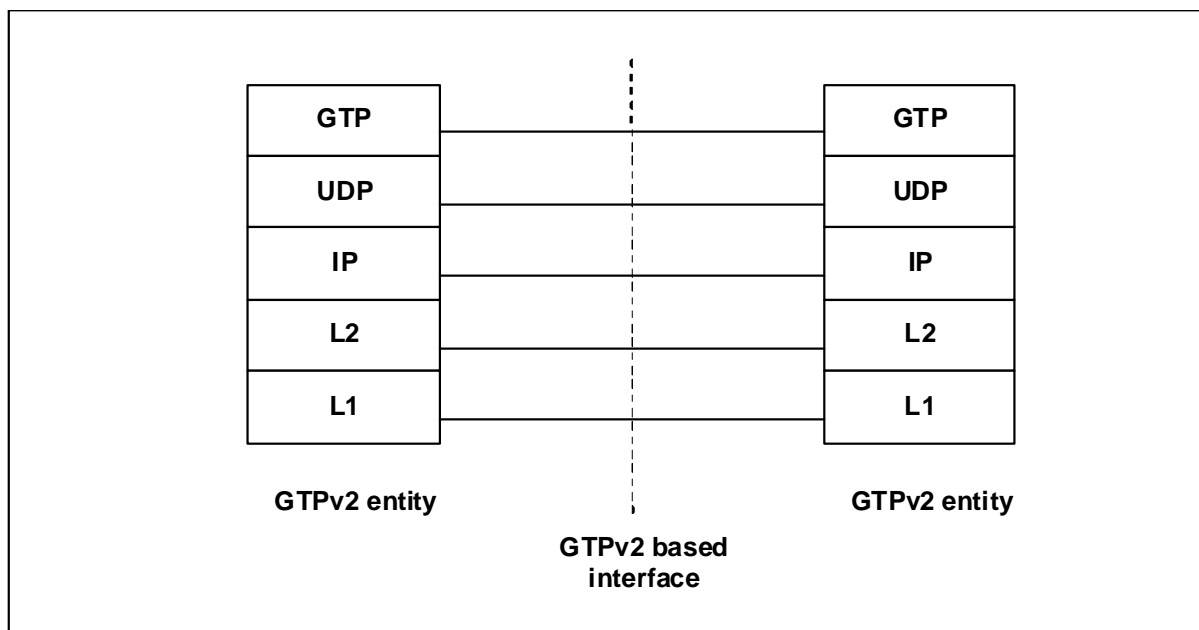 GTP
GTP
UDP
UDP
IP
IP
L2
L2
L1
L1
GTPv2 entity
GTPv2 entity
GTPv2 based
interface